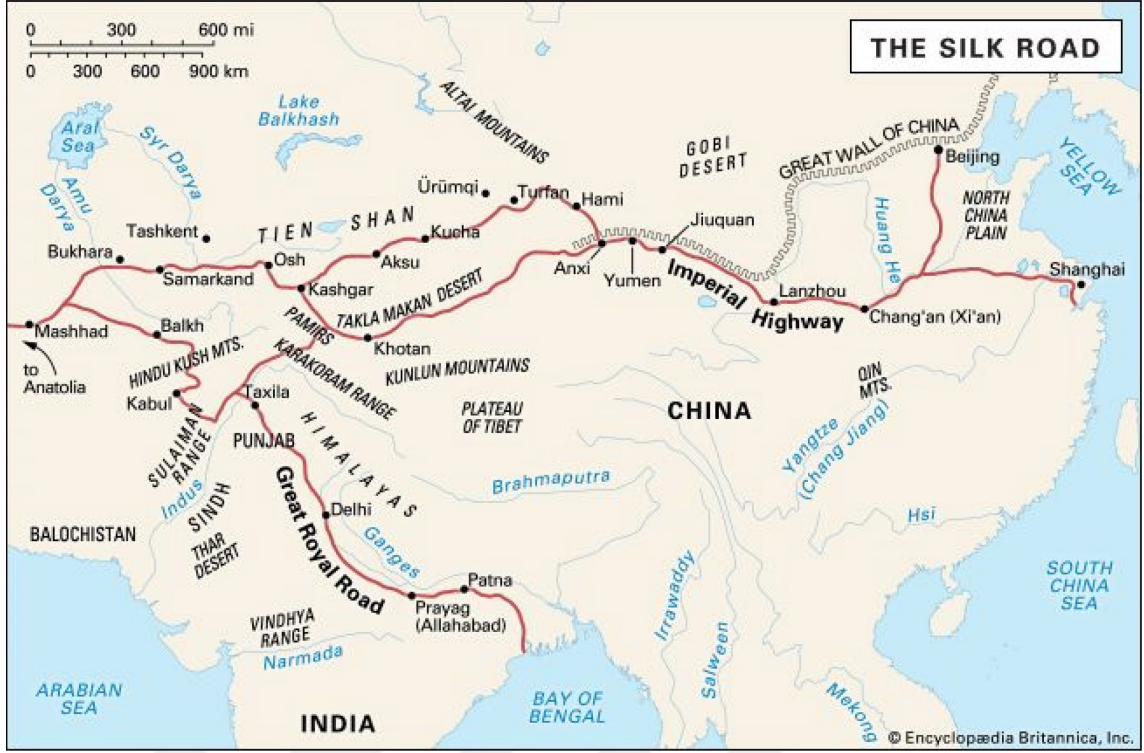 THE SILK ROAD
0 300 600 mi
0 300 600 900 km
Aral
Sea
Syr Darya
Amu
Darya
Lake
Balkhash
ALTAI MOUNTAINS
GOBI
DESERT
GREAT WALL OF CHINA
Beijing
YELLOW
SEA
NORTH
CHINA
PLAIN
Huang He
Ürümqi
Turfan
Hami
Jiuquan
Tashkent
TIEN SHAN
Kucha
Bukhara
Samarkand
Osh
Aksu
Anxi
Yumen
Imperial
Highway
Lanzhou
Shanghai
Chang'an (Xi'an)
Kashgar
TAKLA MAKAN DESERT
Mashhad
to
Anatolia
Balkh
PAMIRS
Khotan
HINDU KUSH MTS.
KARAKORAM RANGE
KUNLUN MOUNTAINS
QIN
MTS.
Kabul
Taxila
PLATEAU
OF TIBET
CHINA
SULAIMAN
RANGE
PUNJAB
HIMALAYAS
Yangtze
(Chang Jiang)
Indus
SINDH
Great Royal Road
Brahmaputra
Delhi
Hsi
BALOCHISTAN
THAR
DESERT
Ganges
Patna
Prayag
(Allahabad)
Irrawaddy
SOUTH
CHINA
SEA
VINDHYA
RANGE
Narmada
Salween
ARABIAN
SEA
INDIA
BAY OF
BENGAL
Mekong
© Encyclopædia Britannica, Inc.